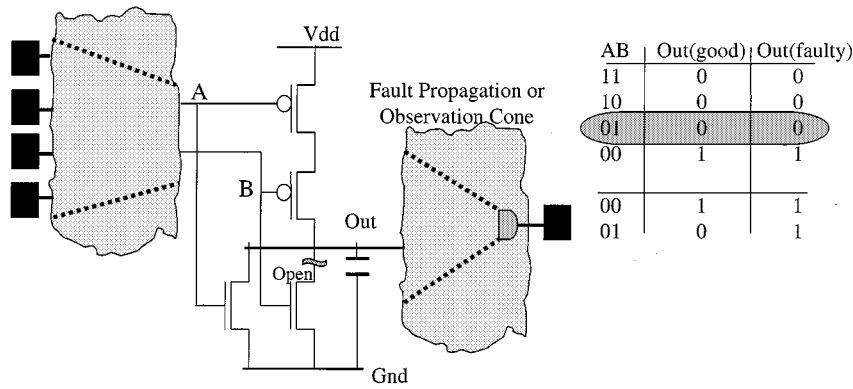 Vdd
A
Fault Propagation or
Observation Cone
B
Out
Open
Gnd
AB Out(good) Out(faulty)
11 0 0
10 0 0
01 0 0
00 1 1
00 1 1
01 0 1